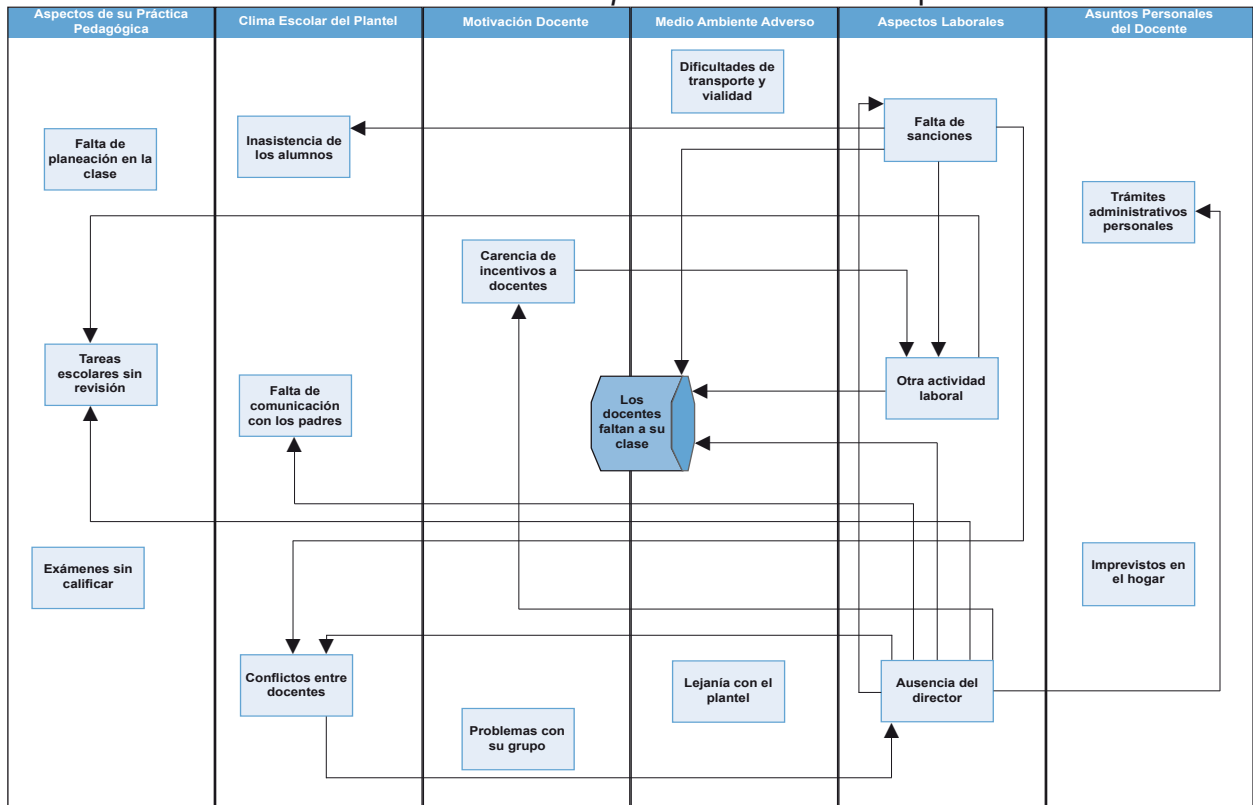 Aspectos de su Práctica
Pedagógica
Clima Escolar del Plantel
Motivación Docente
Medio Ambiente Adverso
Aspectos Laborales
Asuntos Personales
del Docente
Falta de
planeación en la
clase
Tareas
escolares sin
revisión
Exámenes sin
calificar
Inasistencia de
los alumnos
Falta de
comunicación
con los padres
Conflictos entre
docentes
Carencia de
incentivos a
docentes
Problemas con
su grupo
Los
docentes
faltan a su
clase
Dificultades de
transporte y
vialidad
Lejanía con el
plantel
Falta de
sanciones
Otra actividad
laboral
Ausencia del
director
Trámites
administrativos
personales
Imprevistos en
el hogar